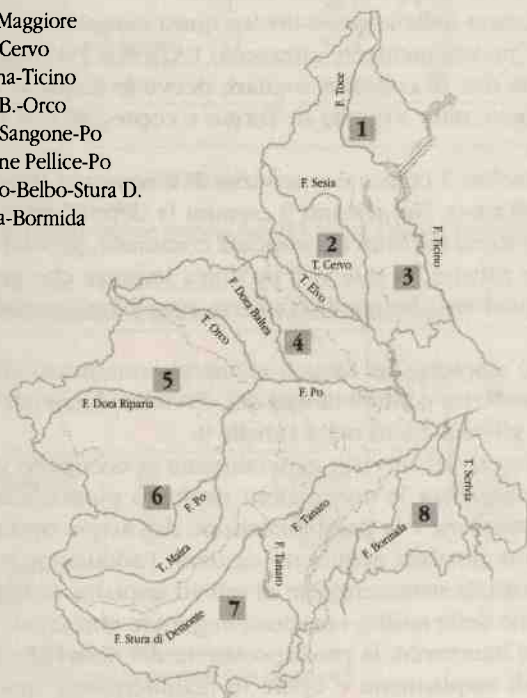 Maggiore
Cervo
na-Ticino
B.-Orco
Sangone-Po
ne Pellice-Po
o-Belbo-Stura D.
a-Bormida
F. Toce
1
F. Sesia
2
T. Cervo
T. Elvo
3
F. Ticino
F. Dora Baltea
T. Orco
4
5
F. Po
F. Dora Riparia
6
F. Po
T. Maira
F. Tanaro
F. Tanaro
F. Bormida
8
T. Scrivia
7
F. Stura di Demonte